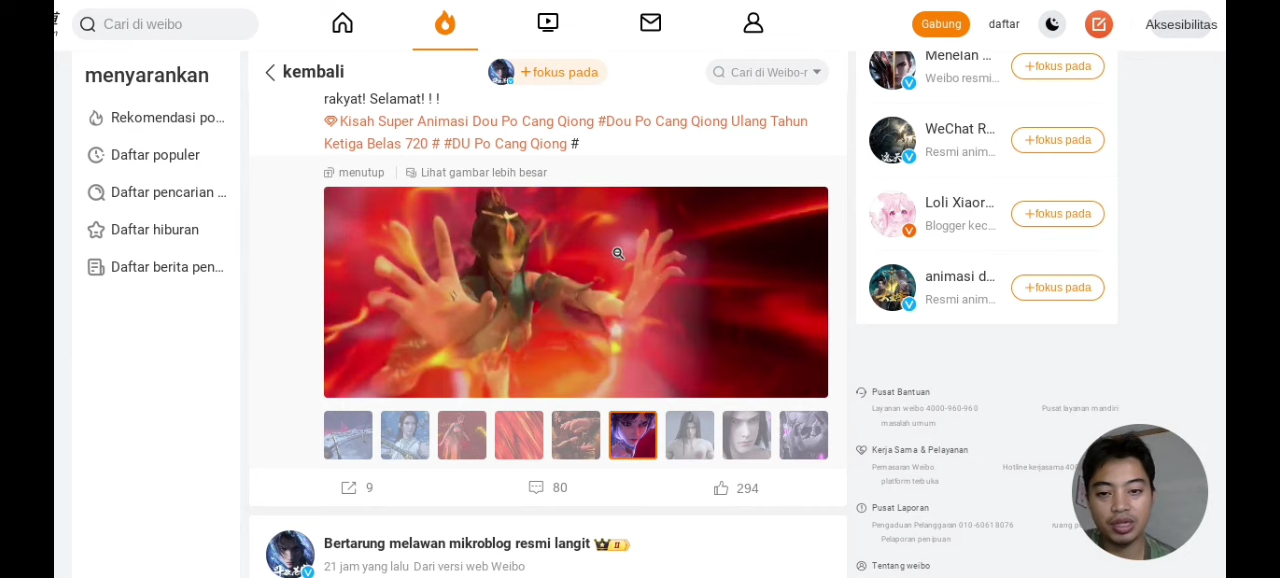 Cari di weibo
Gabung
daftar
Aksesibilitas
menyarankan
Rekomendasi po...
Daftar populer
Daftar pencarian ...
Daftar hiburan
Daftar berita pen...
kembali
+fokus pada
Cari di Weibo-r
rakyat! Selamat! ! !
Kisah Super Animasi Dou Po Cang Qiong #Dou Po Cang Qiong Ulang Tahun
Ketiga Belas 720 # #DU Po Cang Qiong #
menutup
Lihat gambar lebih besar
9
80
294
Bertarung melawan mikroblog resmi langit
II
21 jam yang lalu Dari versi web Weibo
Menelan ...
Weibo resmi...
+fokus pada
WeChat R...
Resmi anim...
+fokus pada
Loli Xiaor...
Blogger kec...
+fokus pada
animasi d...
Resmi anim...
+fokus pada
Pusat Bantuan
Layanan weibo 4000-960-960
Pusat layanan mandiri
masalah umum
Kerja Sama & Pelayanan
Pemasaran Weibo
Hotline kerjasama 400
platform terbuka
Pusat Laporan
Pengaduan Pelanggan 010-60618076
ruang
Pelaporan penipuan
Tentang weibo